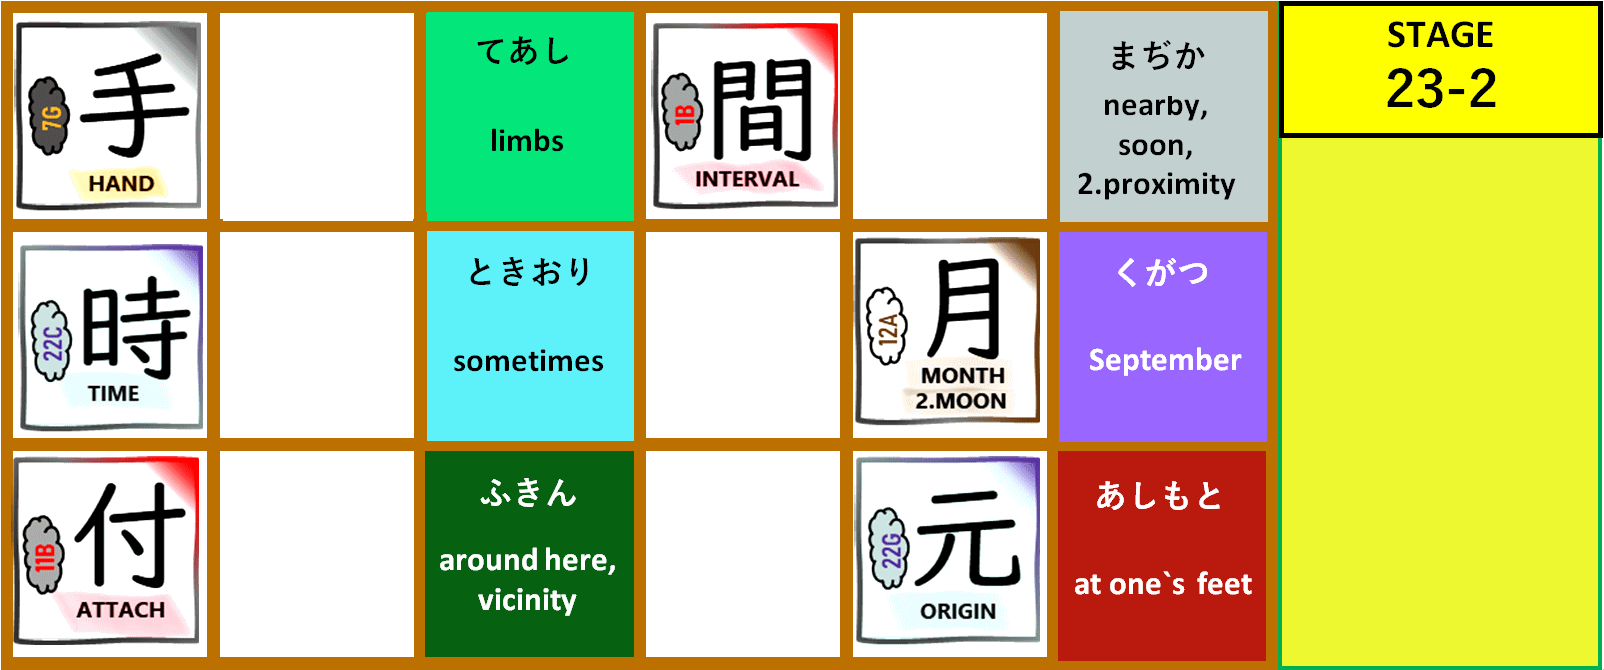 手
7G
HAND
てあし
limbs
間
1B
INTERVAL
まぢか
nearby,
soon,
2.proximity
STAGE
23-2
時
22C
TIME
ときおり
sometimes
月
12A
MONTH
2.MOON
くがつ
September
付
11B
ATTACH
ふきん
around here,
vicinity
元
22G
ORIGIN
あしもと
at one`s feet